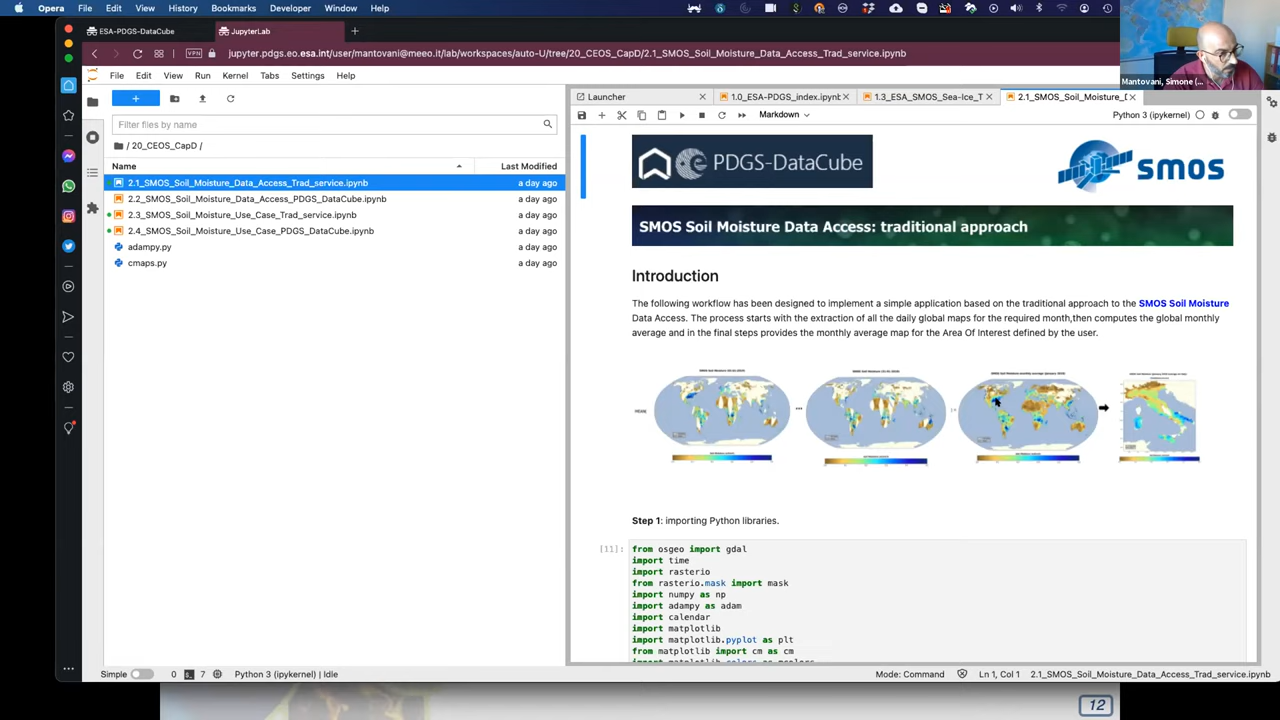 Opera File Edit View History Bookmarks Developer Window Help
ESA-PDGS-DataCube
JupyterLab
VPN jupyter.pdgs.eo.esa.int/user/mantovani@meeo.it/lab/workspaces/auto-U/tree/20_CEOS_CapD/2.1_SMOS_Soil_Moisture_Data_Access_Trad_service.ipynb
Mantovani, Simone (...
File Edit View Run Kernel Tabs Settings Help
Filter files by name
/ 20_CEOS_CapD /
Name Last Modified
2.1_SMOS_Soil_Moisture_Data_Access_Trad_service.ipynb a day ago
2.2_SMOS_Soil_Moisture_Data_Access_PDGS_DataCube.ipynb a day ago
2.3_SMOS_Soil_Moisture_Use_Case_Trad_service.ipynb a day ago
2.4_SMOS_Soil_Moisture_Use_Case_PDGS_DataCube.ipynb a day ago
adampy.py a day ago
cmaps.py a day ago
Launcher
1.0_ESA-PDGS_index.ipynb
1.3_ESA_SMOS_Sea-Ice_T
2.1_SMOS_Soil_Moisture_D
Markdown
Python 3 (ipykernel)
esa PDGS-DataCube
smos
SMOS Soil Moisture Data Access: traditional approach
Introduction
The following workflow has been designed to implement a simple application based on the traditional approach to the SMOS Soil Moisture
Data Access. The process starts with the extraction of all the daily global maps for the required month,then computes the global monthly
average and in the final steps provides the monthly average map for the Area Of Interest defined by the user.
Step 1: importing Python libraries.
[11]:
from osgeo import gdal
import time
import rasterio
from rasterio.mask import mask
import numpy as np
import adampy as adam
import calendar
import matplotlib
import matplotlib.pyplot as plt
from matplotlib import cm as cm
Simple 0 7 Python 3 (ipykernel) | Idle
Mode: Command Ln 1, Col 1 2.1_SMOS_Soil_Moisture_Data_Access_Trad_service.ipynb
12